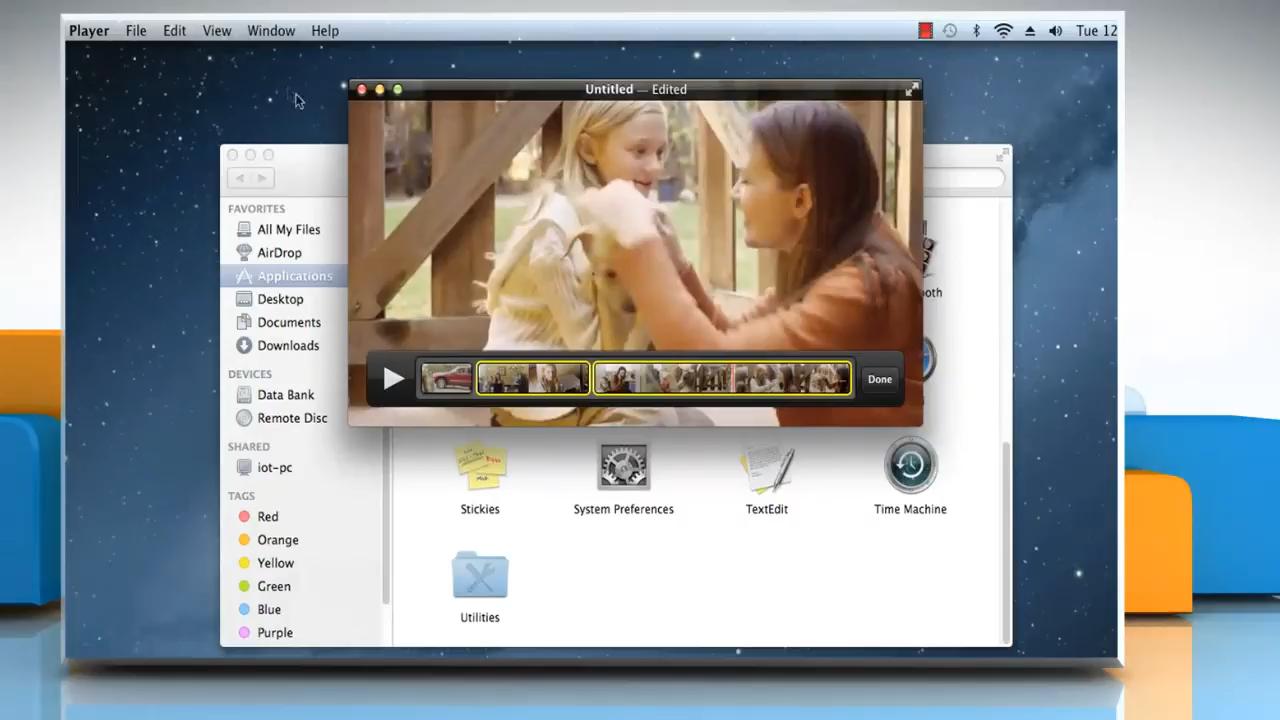 Player File Edit View Window Help Tue 12
Untitled — Edited
FAVORITES
All My Files
AirDrop
Applications
Desktop
Documents
Downloads
DEVICES
Data Bank
Remote Disc
SHARED
iot-pc
TAGS
Red
Orange
Yellow
Green
Blue
Purple
Done
ooth
Stickies
System Preferences
TextEdit
Time Machine
Utilities